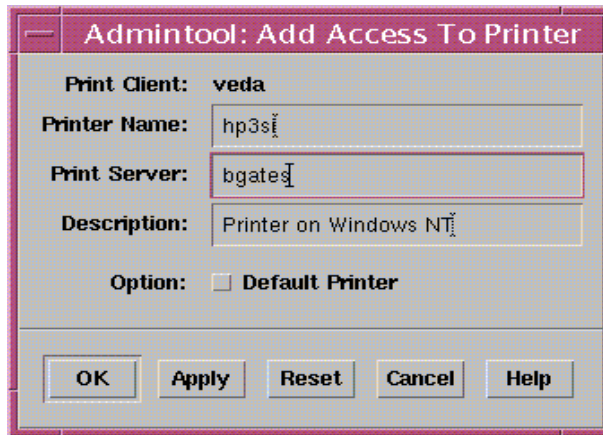 Admintool: Add Access To Printer
Print Client: veda
Printer Name: hp3si
Print Server: bgates
Description: Printer on Windows NT
Option: Default Printer
OK Apply Reset Cancel Help